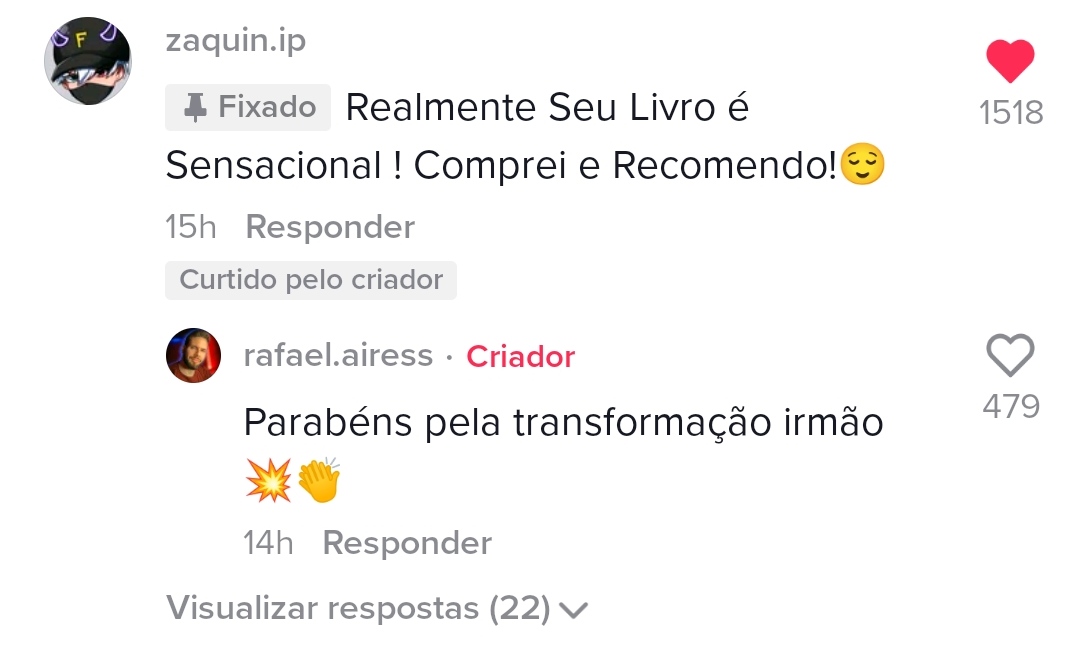 zaquin.ip
Fixado Realmente Seu Livro é
1518
Sensacional ! Comprei e Recomendo!😌
15h Responder
Curtido pelo criador
rafael.airess · Criador
479
Parabéns pela transformação irmão
💥👏
14h Responder
Visualizar respostas (22)